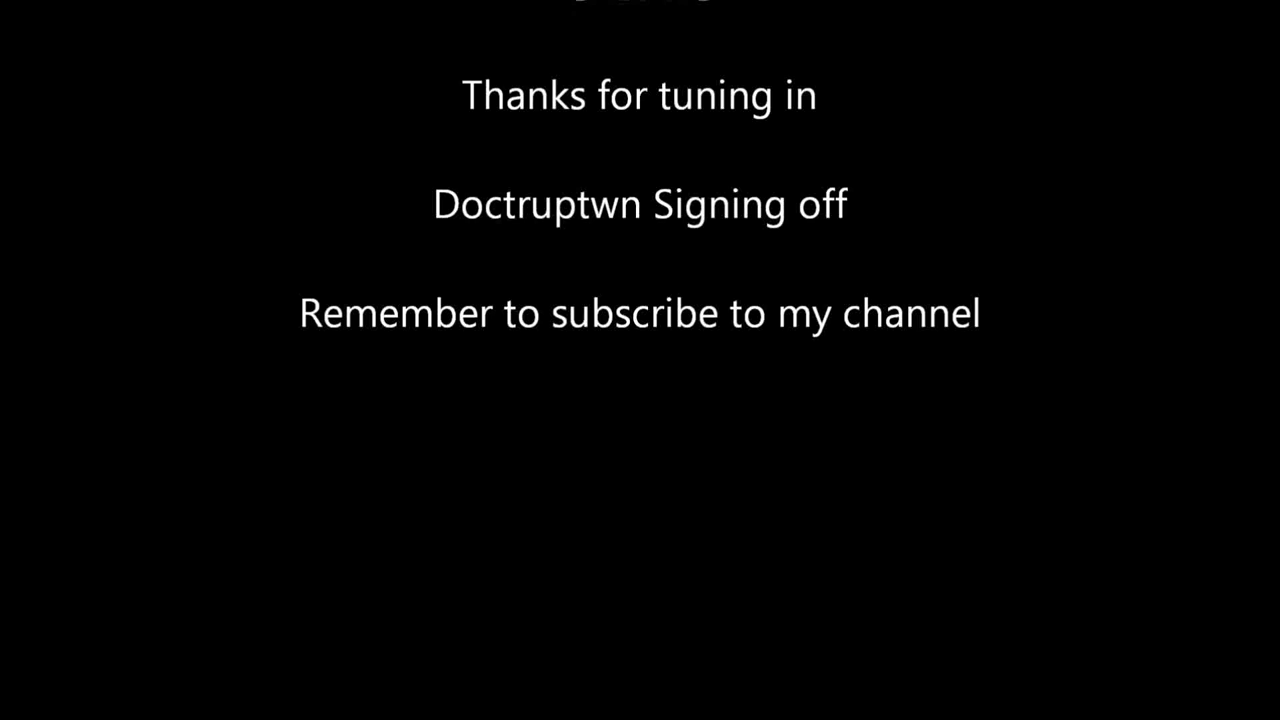 Thanks for tuning in
Doctruptwn Signing off
Remember to subscribe to my channel